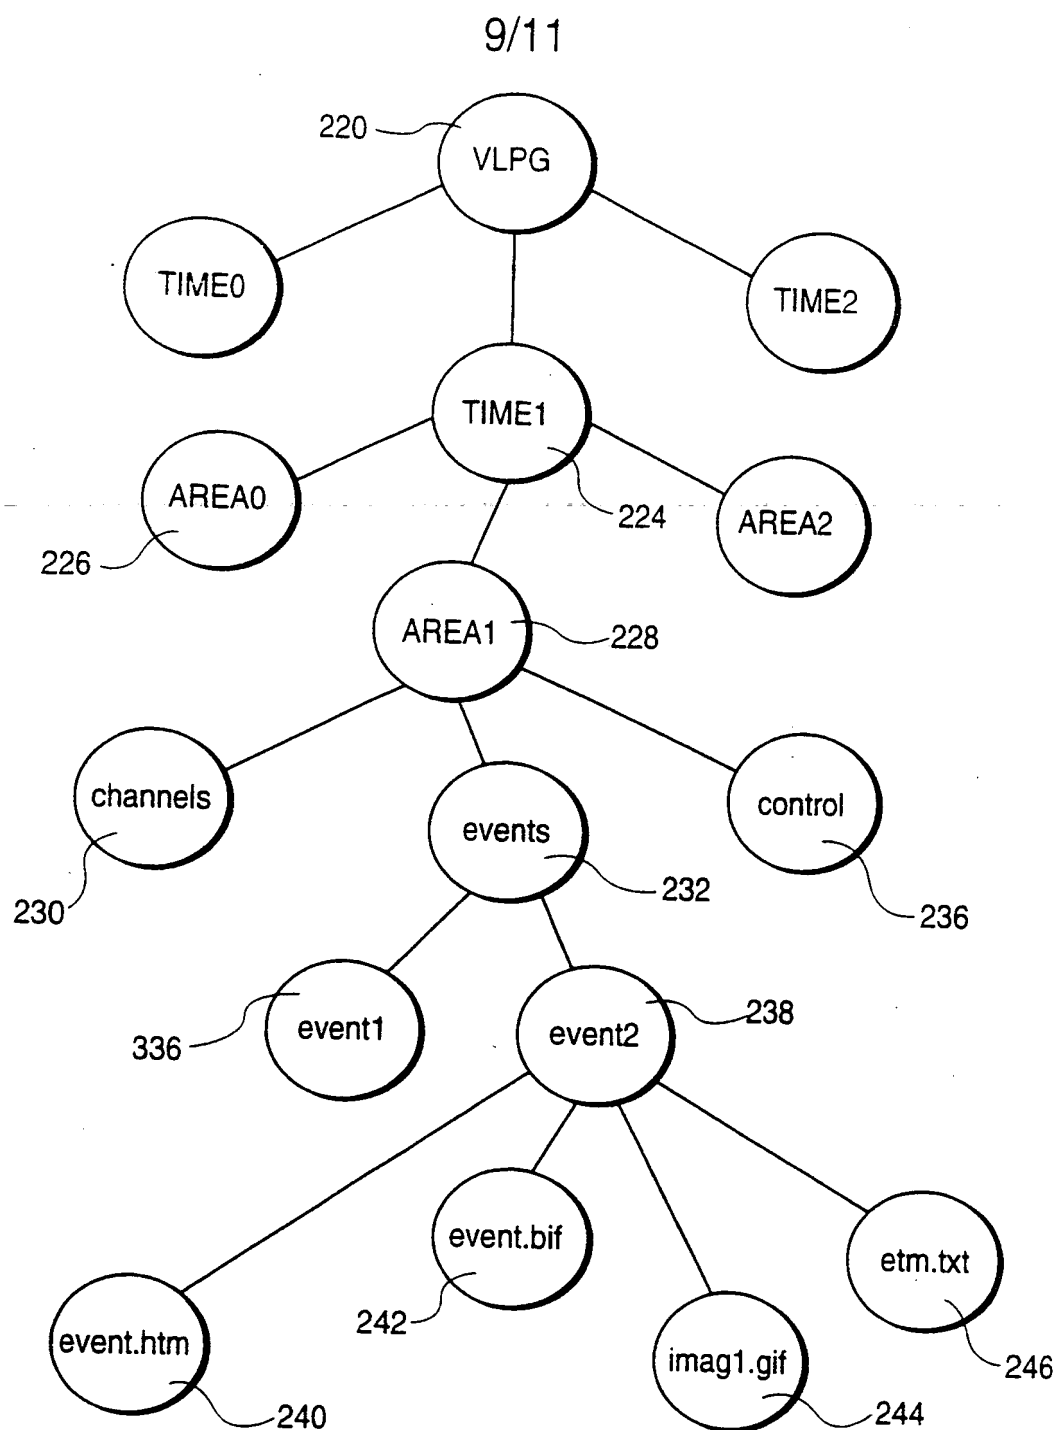 9/11
220
VLPG
TIME0
TIME2
TIME1
AREA0
224
AREA2
226
AREA1
228
channels
events
control
230
232
236
336
event1
event2
238
event.bif
etm.txt
242
event.htm
imag1.gif
246
240
244